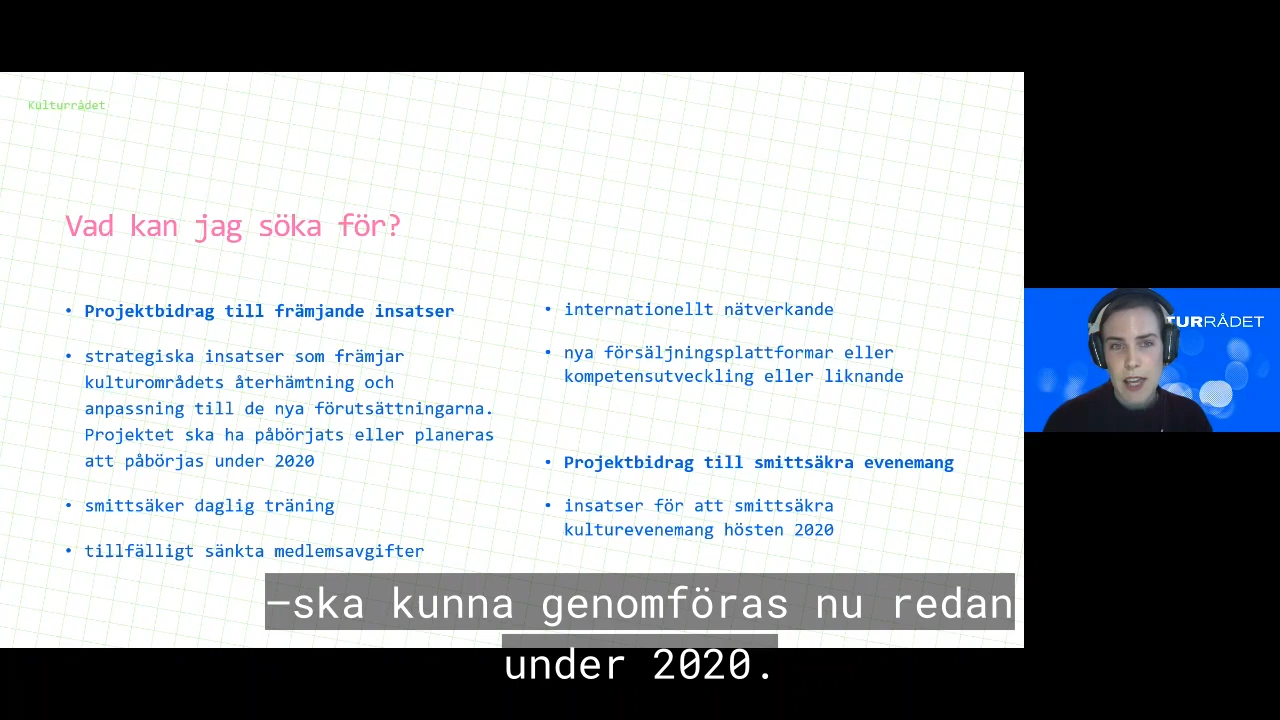 Kulturrådet
Vad kan jag söka för?
• Projektbidrag till främjande insatser
• strategiska insatser som främjar
kulturområdets återhämtning och
anpassning till de nya förutsättningarna.
Projektet ska ha påbörjats eller planeras
att påbörjas under 2020
• smittsäker daglig träning
• tillfälligt sänkta medlemsavgifter
• internationellt nätverkande
• nya försäljningsplattformar eller
kompetensutveckling eller liknande
• Projektbidrag till smittsäkra evenemang
• insatser för att smittsäkra
kulturevenemang hösten 2020
TURRÅDET
–ska kunna genomföras nu redan
under 2020.